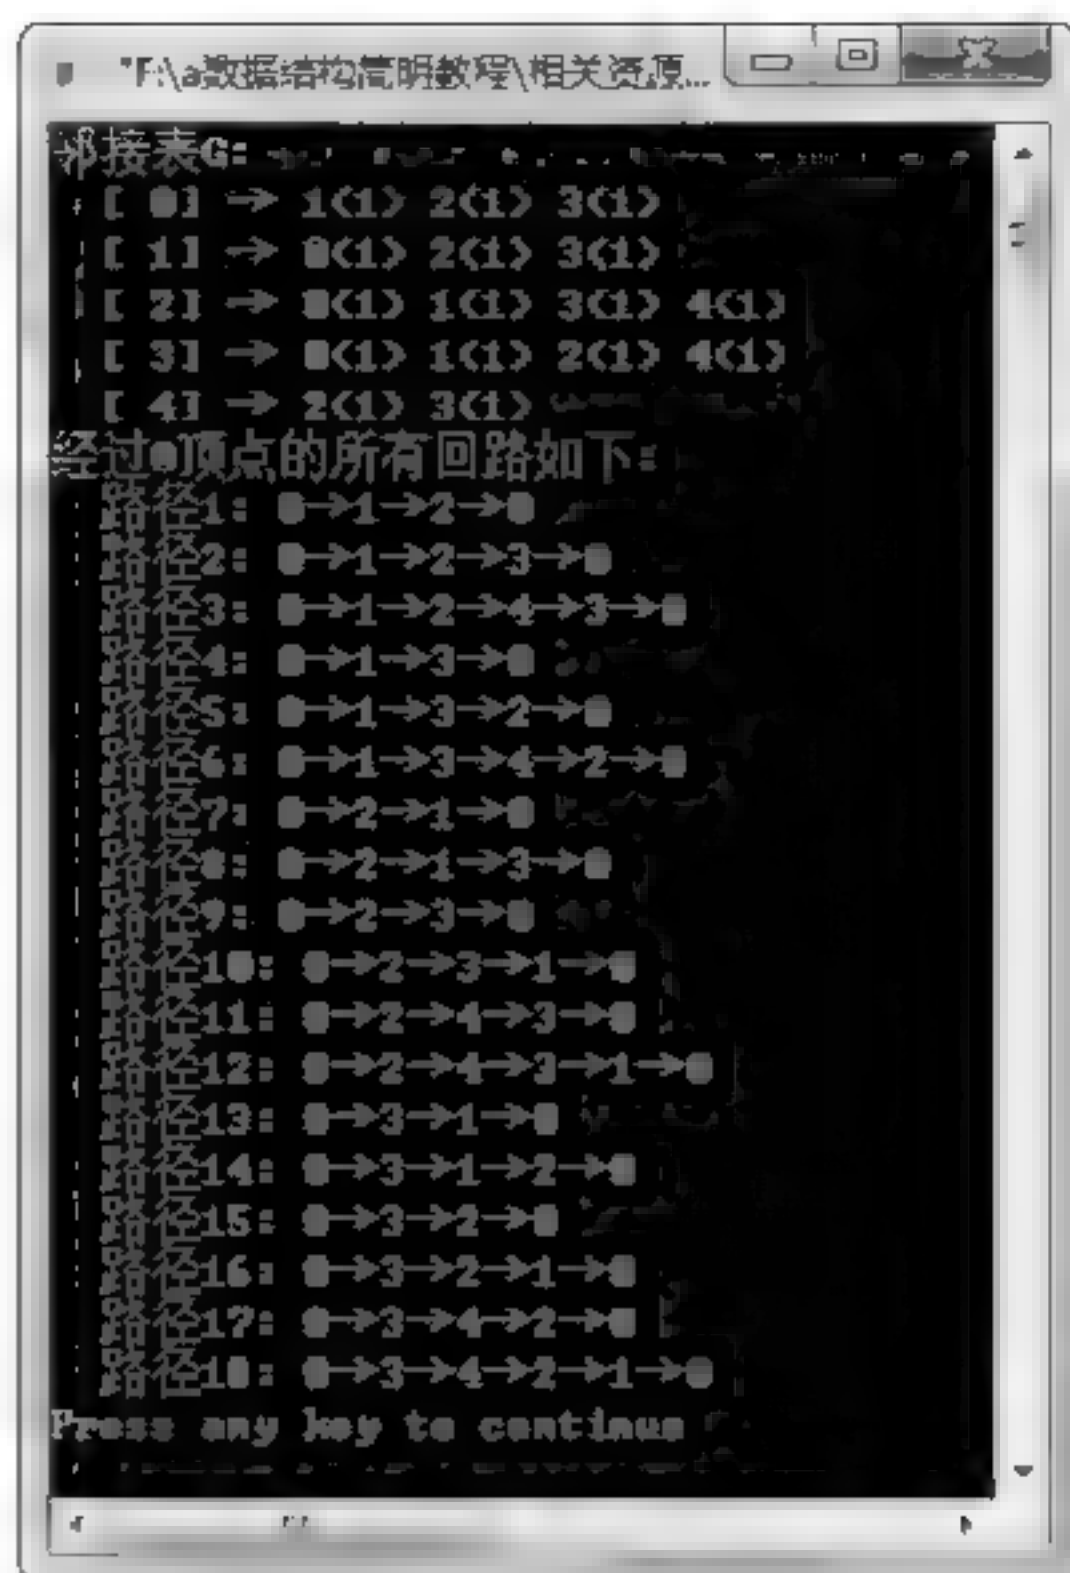 "F:\a数据结构简明教程\相关资源...
邻接表G:
[ 0] → 1(1) 2(1) 3(1)
[ 1] → 0(1) 2(1) 3(1)
[ 2] → 0(1) 1(1) 3(1) 4(1)
[ 3] → 0(1) 1(1) 2(1) 4(1)
[ 4] → 2(1) 3(1)
经过0顶点的所有回路如下:
路径1: 0→1→2→0
路径2: 0→1→2→3→0
路径3: 0→1→2→4→3→0
路径4: 0→1→3→0
路径5: 0→1→3→2→0
路径6: 0→1→3→4→2→0
路径7: 0→2→1→0
路径8: 0→2→1→3→0
路径9: 0→2→3→0
路径10: 0→2→3→1→0
路径11: 0→2→4→3→0
路径12: 0→2→4→3→1→0
路径13: 0→3→1→0
路径14: 0→3→1→2→0
路径15: 0→3→2→0
路径16: 0→3→2→1→0
路径17: 0→3→4→2→0
路径18: 0→3→4→2→1→0
Press any key to continue